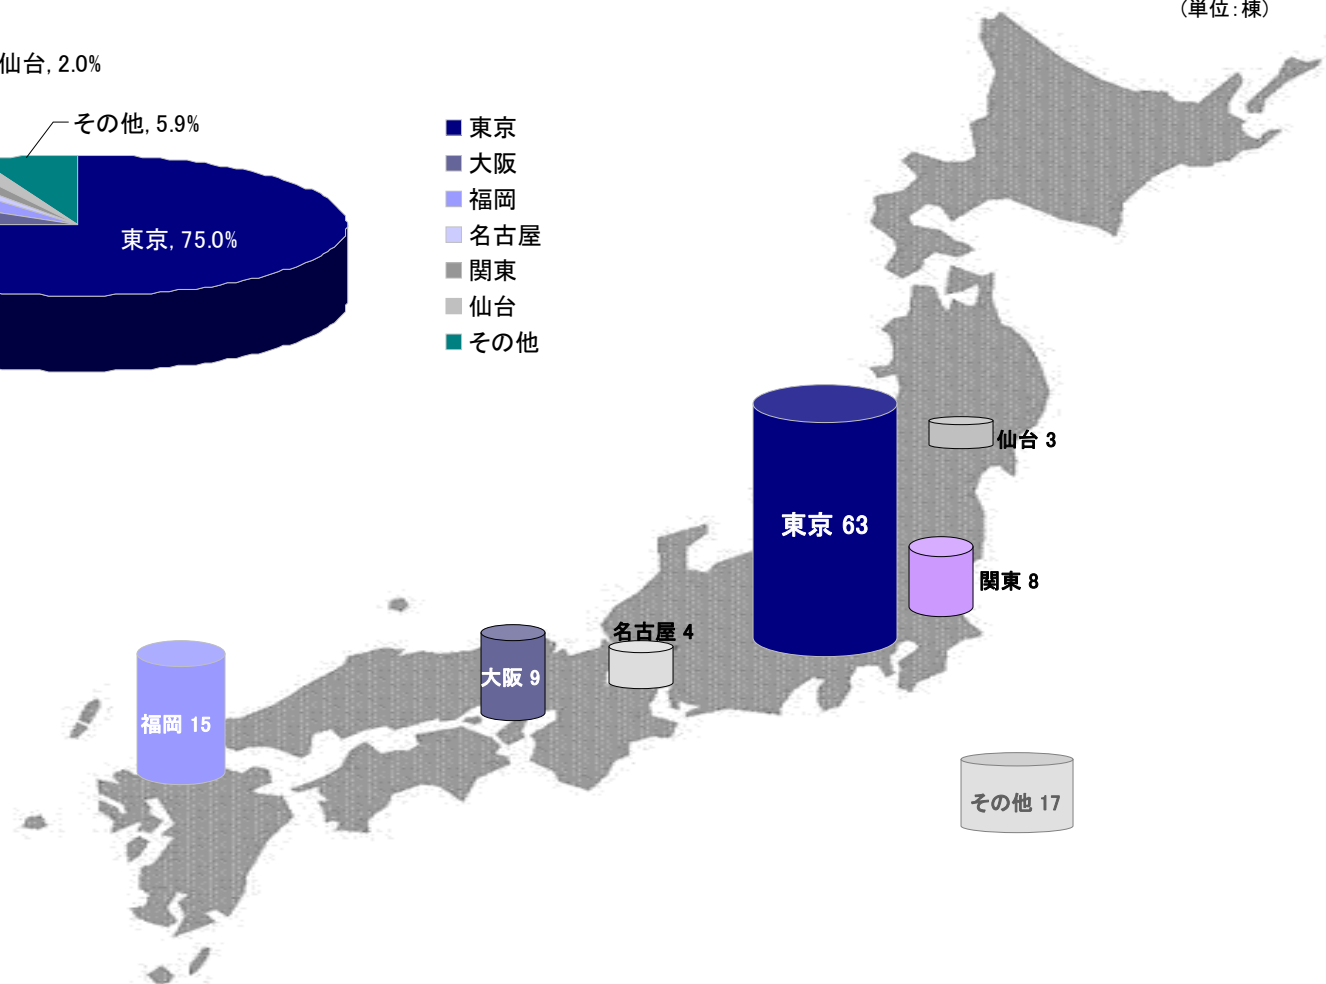 (単位:棟)
仙台, 2.0%
その他, 5.9%
東京, 75.0%
東京
大阪
福岡
名古屋
関東
仙台
その他
仙台 3
東京 63
関東 8
名古屋 4
大阪 9
福岡 15
その他 17